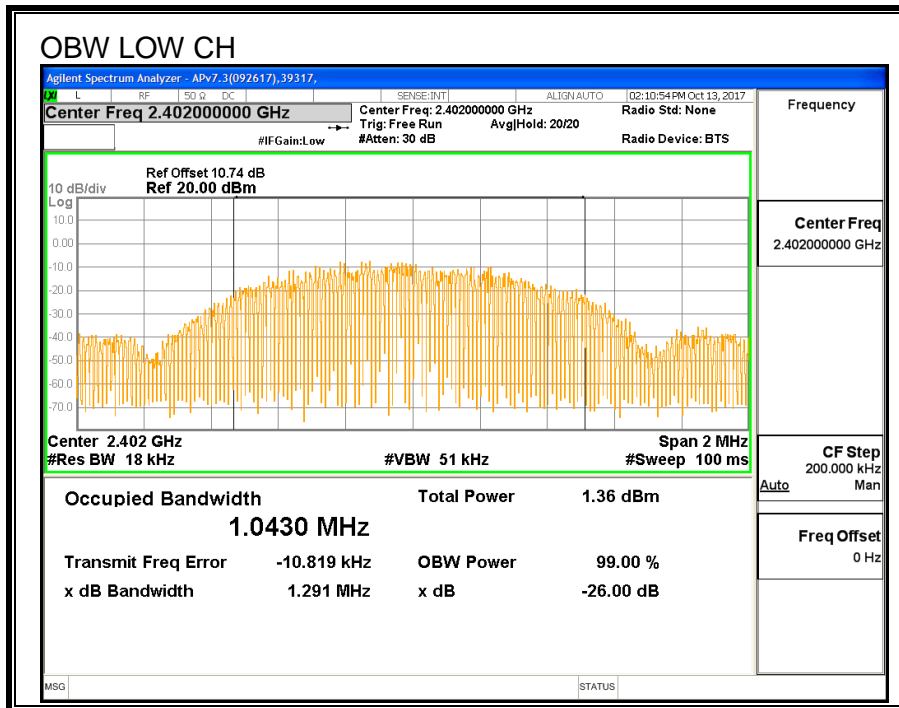 OBW LOW CH
Agilent Spectrum Analyzer - APv7.3(092617),39317,
LXI L RF 50 Ω DC SENSE:INT ALIGN AUTO 02:10:54 PM Oct 13, 2017
Center Freq 2.402000000 GHz
Center Freq: 2.402000000 GHz
Radio Std: None
Trig: Free Run Avg|Hold: 20/20
#IFGain:Low #Atten: 30 dB Radio Device: BTS
Frequency
Ref Offset 10.74 dB
10 dB/div Ref 20.00 dBm
Log
10.0
0.00
-10.0
-20.0
-30.0
-40.0
-50.0
-60.0
-70.0
Center 2.402 GHz Span 2 MHz
#Res BW 18 kHz #VBW 51 kHz #Sweep 100 ms
Occupied Bandwidth Total Power 1.36 dBm
1.0430 MHz
Transmit Freq Error -10.819 kHz OBW Power 99.00 %
x dB Bandwidth 1.291 MHz x dB -26.00 dB
Center Freq
2.402000000 GHz
CF Step
200.000 kHz
Auto Man
Freq Offset
0 Hz
MSG STATUS